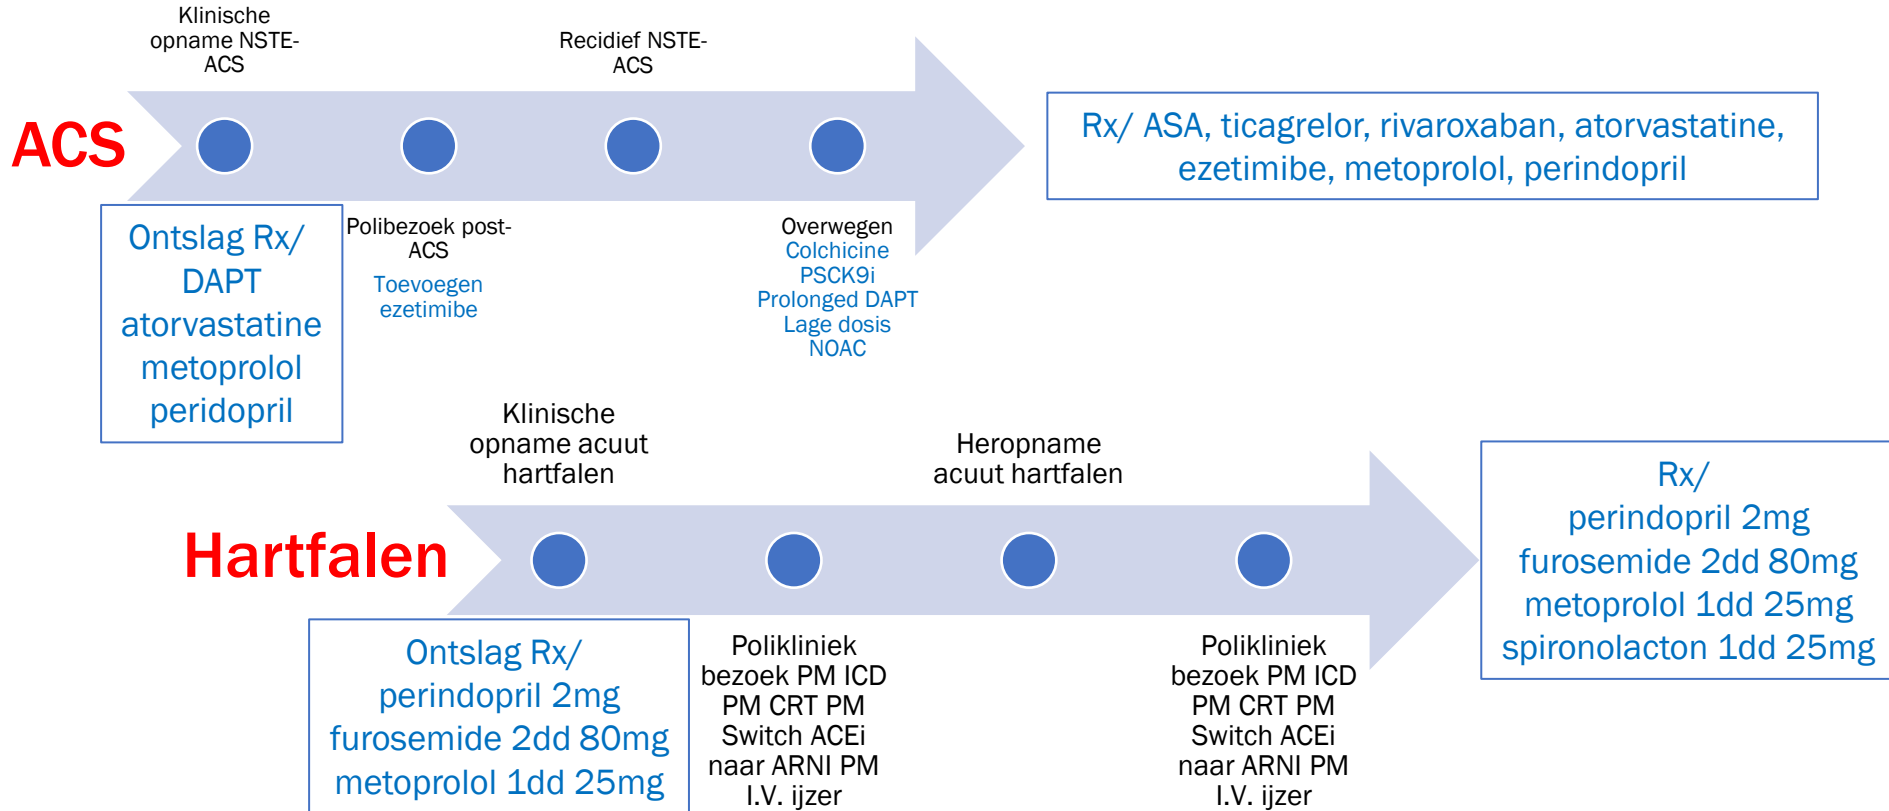 Klinische
opname NSTE-
ACS
Recidief NSTE-
ACS
ACS
Rx/ ASA, ticagrelor, rivaroxaban, atorvastatine,
ezetimibe, metoprolol, perindopril
Ontslag Rx/
DAPT
atorvastatine
metoprolol
peridopril
Polibezoek post-
ACS
Toevoegen
ezetimibe
Overwegen
Colchicine
PSCK9i
Prolonged DAPT
Lage dosis
NOAC
Klinische
opname acuut
hartfalen
Heropname
acuut hartfalen
Hartfalen
Rx/
perindopril 2mg
furosemide 2dd 80mg
metoprolol 1dd 25mg
spironolacton 1dd 25mg
Ontslag Rx/
perindopril 2mg
furosemide 2dd 80mg
metoprolol 1dd 25mg
Polikliniek
bezoek PM ICD
PM CRT PM
Switch ACEi
naar ARNI PM
I.V. ijzer
Polikliniek
bezoek PM ICD
PM CRT PM
Switch ACEi
naar ARNI PM
I.V. ijzer